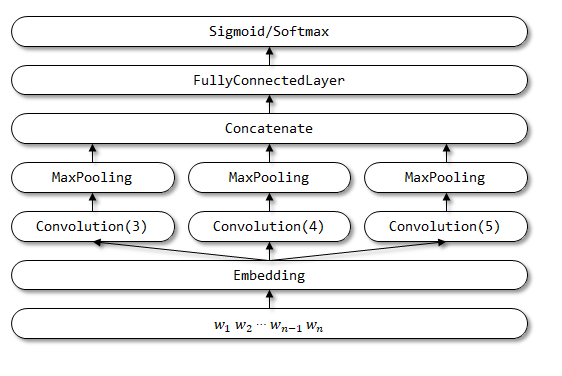 Sigmoid/Softmax
FullyConnectedLayer
Concatenate
MaxPooling MaxPooling MaxPooling
Convolution(3) Convolution(4) Convolution(5)
Embedding
w₁ w₂ ⋯ wₙ₋₁ wₙ